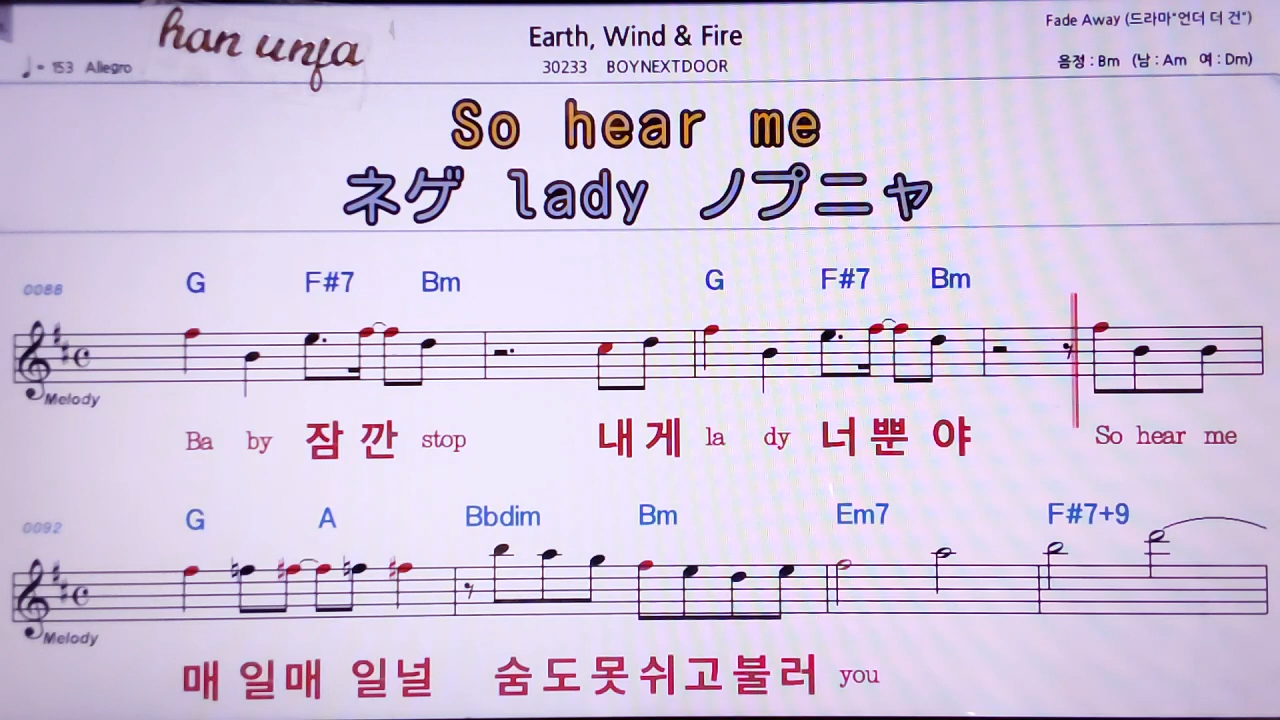 han unfa
Earth, Wind & Fire
Fade Away (드라마"언더 더 건")
♩= 153 Allegro
30233 BOYNEXTDOOR
음정 : Bm (남 : Am 여 : Dm)
So hear me
ネゲ lady ノプニャ
0088 G F#7 Bm G F#7 Bm
Melody
Ba by 잠 깐 stop 내 게 la dy 너 뿐 야 So hear me
0092 G A Bbdim Bm Em7 F#7+9
Melody
매 일 매 일 널 숨 도 못 쉬 고 불 러 you